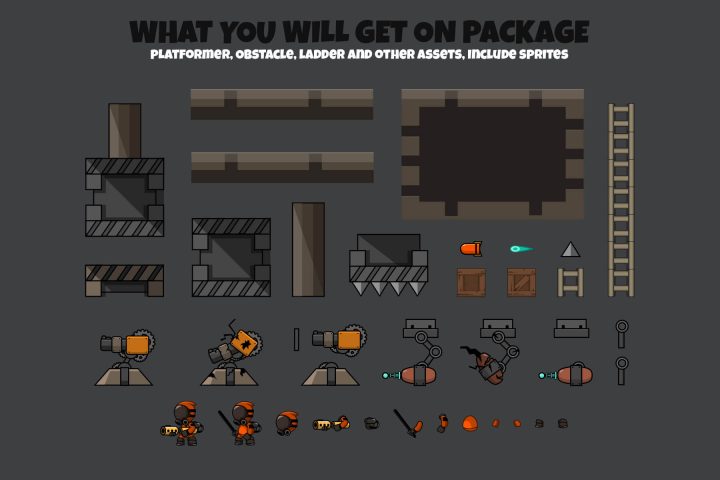 WHAT YOU WILL GET ON PACKAGE
PLATFORMER, OBSTACLE, LADDER AND OTHER ASSETS, INCLUDE SPRITES